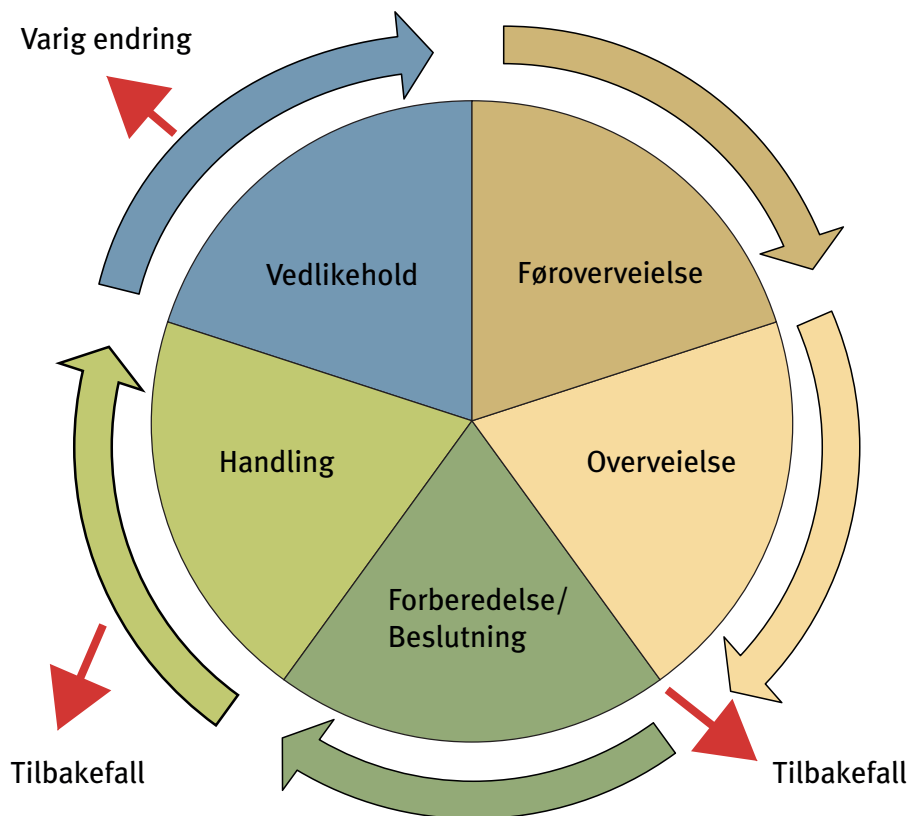 Varig endring
Vedlikehold
Føroverveielse
Handling
Overveielse
Forberedelse/
Beslutning
Tilbakefall
Tilbakefall